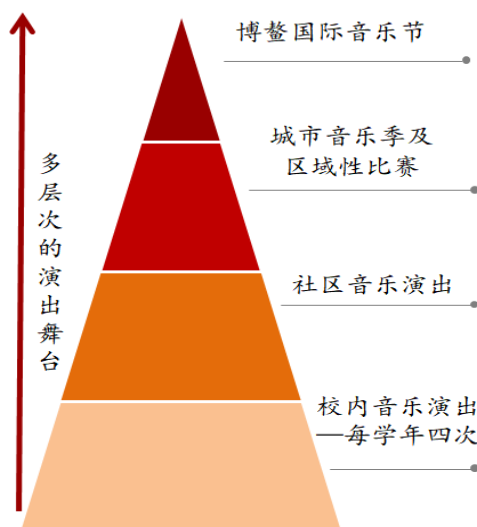 博鳌国际音乐节
城市音乐季及
区域性比赛
多层次的演出舞台
社区音乐演出
校内音乐演出
—每学年四次